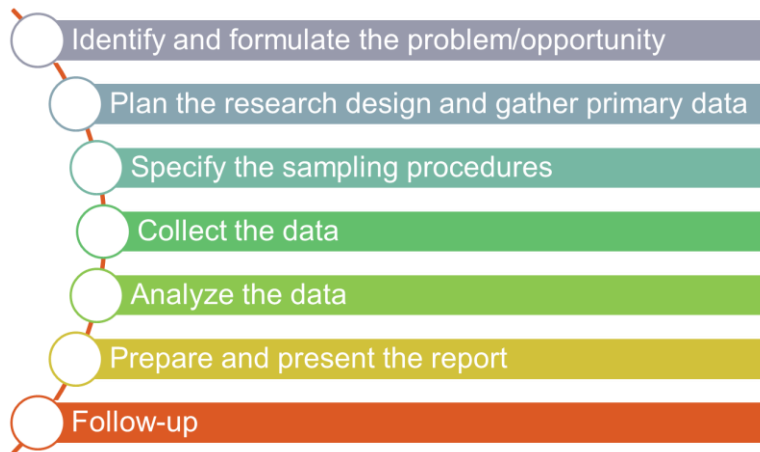 Identify and formulate the problem/opportunity
Plan the research design and gather primary data
Specify the sampling procedures
Collect the data
Analyze the data
Prepare and present the report
Follow-up